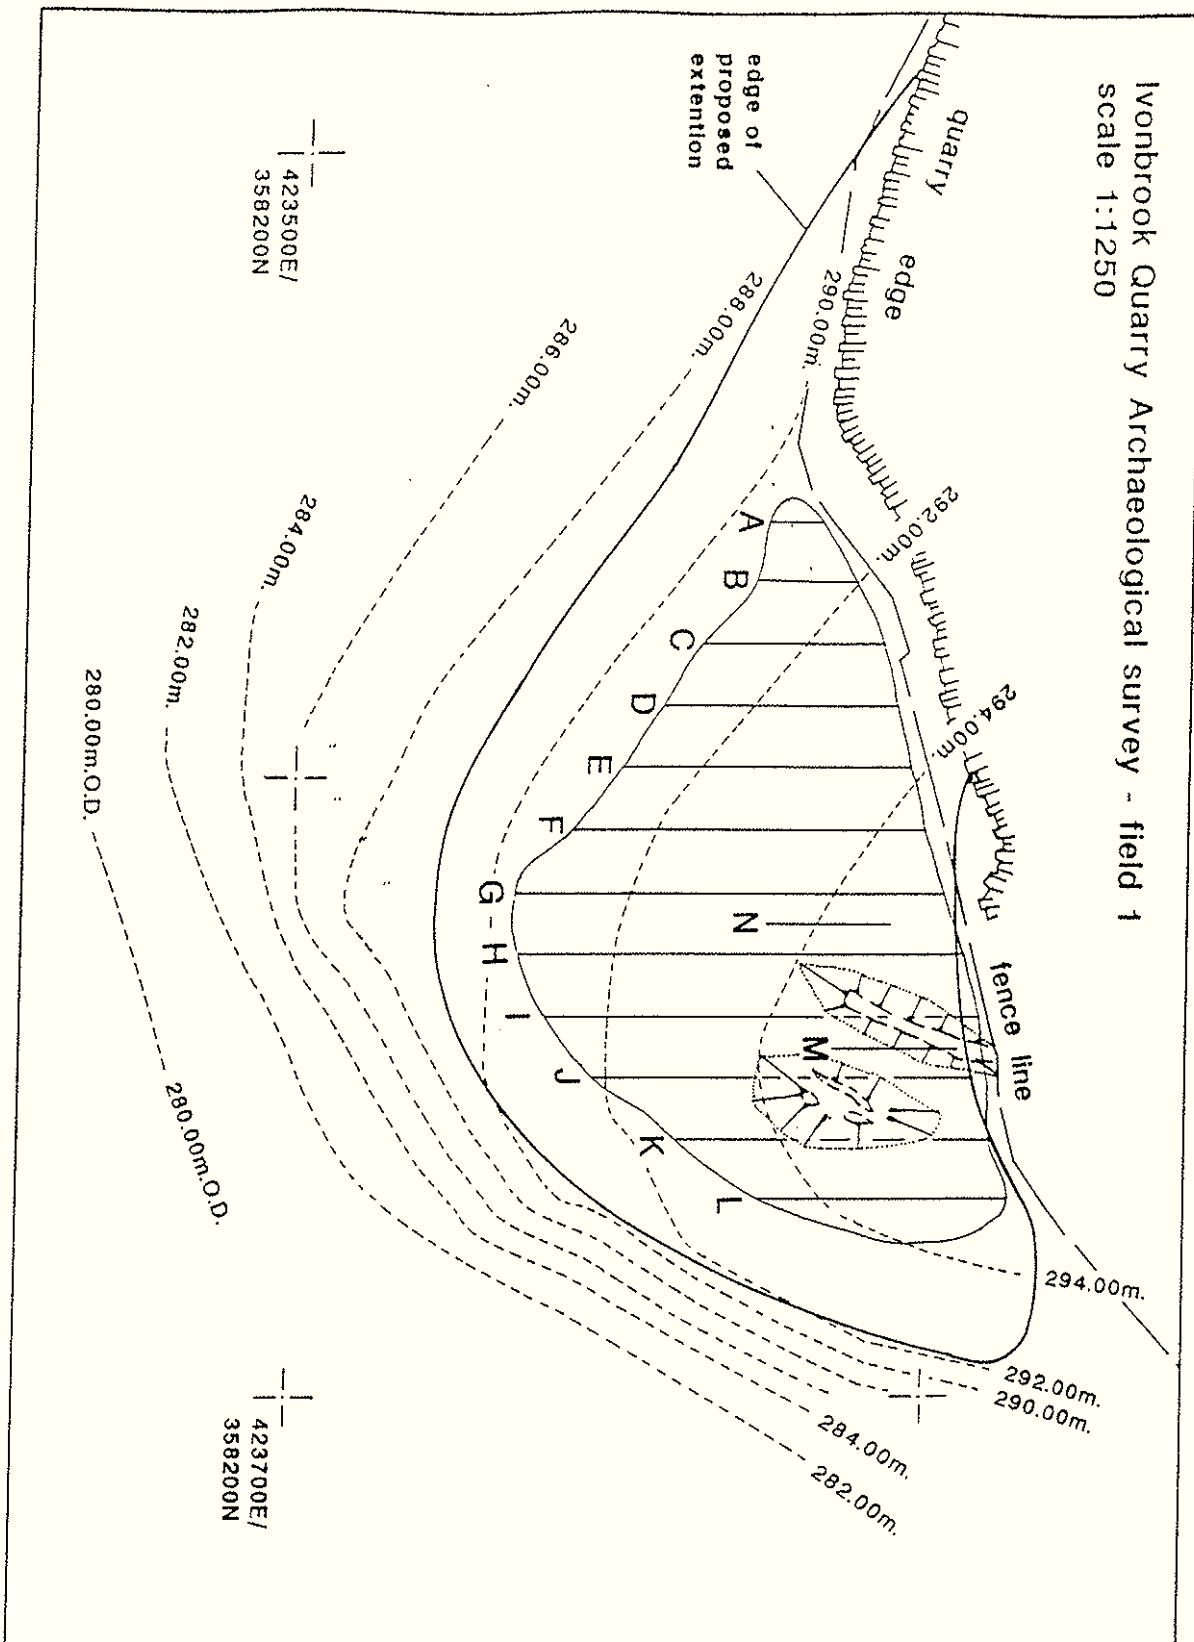 Ivonbrook Quarry Archaeological survey - field 1
scale 1:1250
quarry
edge
edge of
proposed
extention
290.00m.
288.00m.
286.00m.
284.00m.
282.00m.
280.00m.O.D.
292.00m.
294.00m.
fence line
A
B
C
D
E
F
G
H
I
J
K
L
M
N
294.00m.
292.00m.
290.00m.
284.00m.
282.00m.
280.00m.O.D.
423500E/
358200N
423700E/
358200N